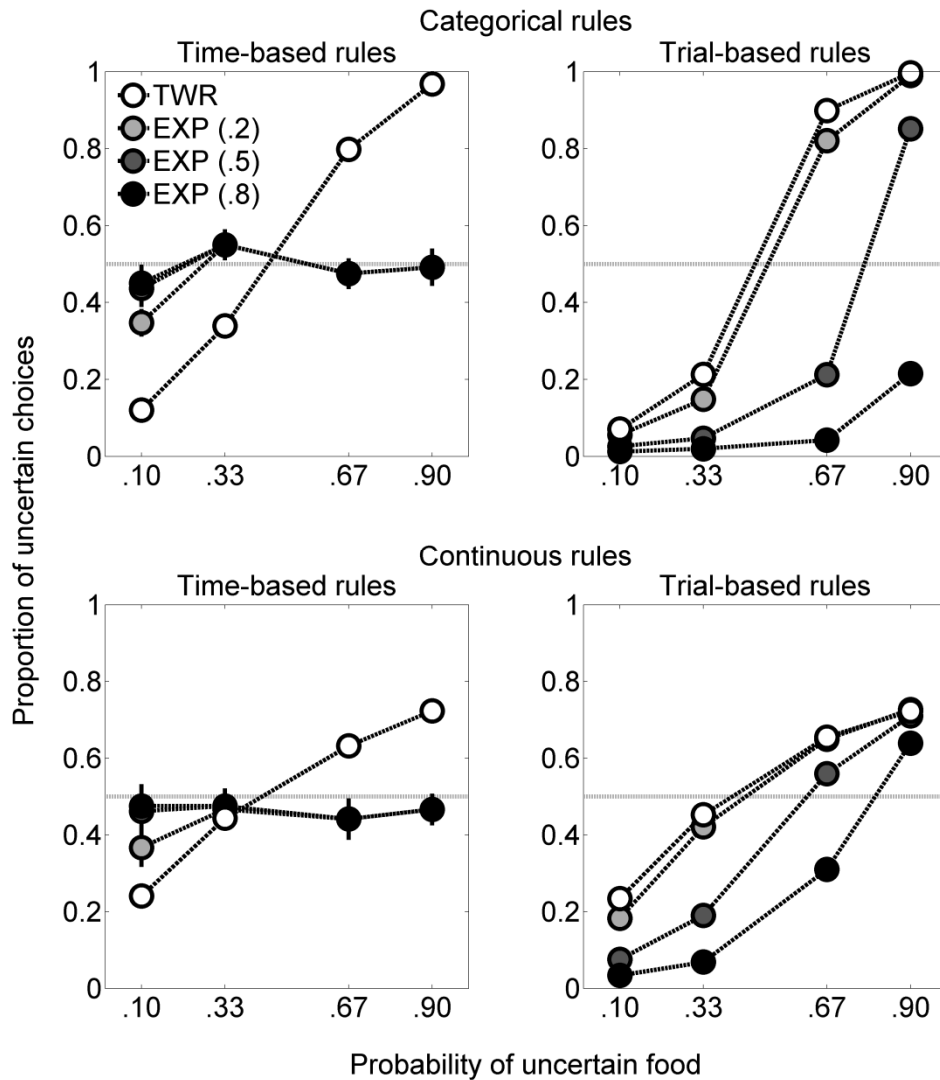 Categorical rules
Time-based rules
Trial-based rules
1
0.8
0.6
0.4
0.2
0
TWR
EXP (.2)
EXP (.5)
EXP (.8)
.10 .33 .67 .90
1
0.8
0.6
0.4
0.2
0
.10 .33 .67 .90
Proportion of uncertain choices
Continuous rules
Time-based rules
Trial-based rules
1
0.8
0.6
0.4
0.2
0
.10 .33 .67 .90
1
0.8
0.6
0.4
0.2
0
.10 .33 .67 .90
Probability of uncertain food